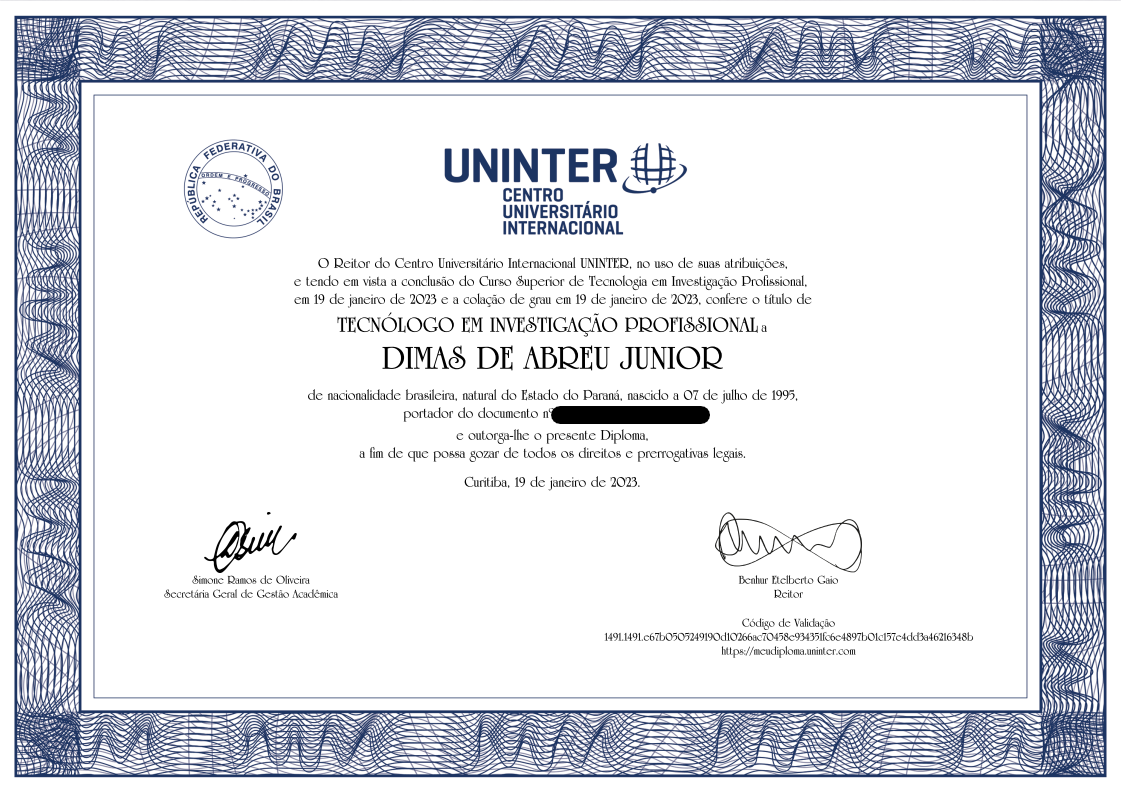 REPÚBLICA FEDERATIVA DO BRASIL
ORDEM E PROGRESSO
UNINTER
CENTRO
UNIVERSITÁRIO
INTERNACIONAL
O Reitor do Centro Universitário Internacional UNINTER, no uso de suas atribuições,
e tendo em vista a conclusão do Curso Superior de Tecnologia em Investigação Profissional,
em 19 de janeiro de 2023 e a colação de grau em 19 de janeiro de 2023, confere o título de
TECNÓLOGO EM INVESTIGAÇÃO PROFISSIONAL a
DIMAS DE ABREU JUNIOR
de nacionalidade brasileira, natural do Estado do Paraná, nascido a 07 de julho de 1995,
portador do documento nº
e outorga-lhe o presente Diploma,
a fim de que possa gozar de todos os direitos e prerrogativas legais.
Curitiba, 19 de janeiro de 2023.
Simone Ramos de Oliveira
Secretária Geral de Gestão Acadêmica
Benhur Etelberto Gaio
Reitor
Código de Validação
1491.1491.e67b0505249190d10266ac70458e934351fc6e4897b01c157e4dd3a46216348b
https://meudiploma.uninter.com